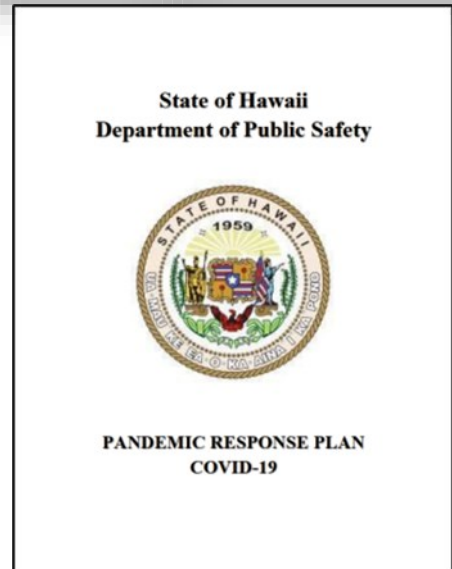 State of Hawaii
Department of Public Safety
STATE OF HAWAII
1959
UA MAU KE EA O KA AINA I KA PONO
PANDEMIC RESPONSE PLAN
COVID-19